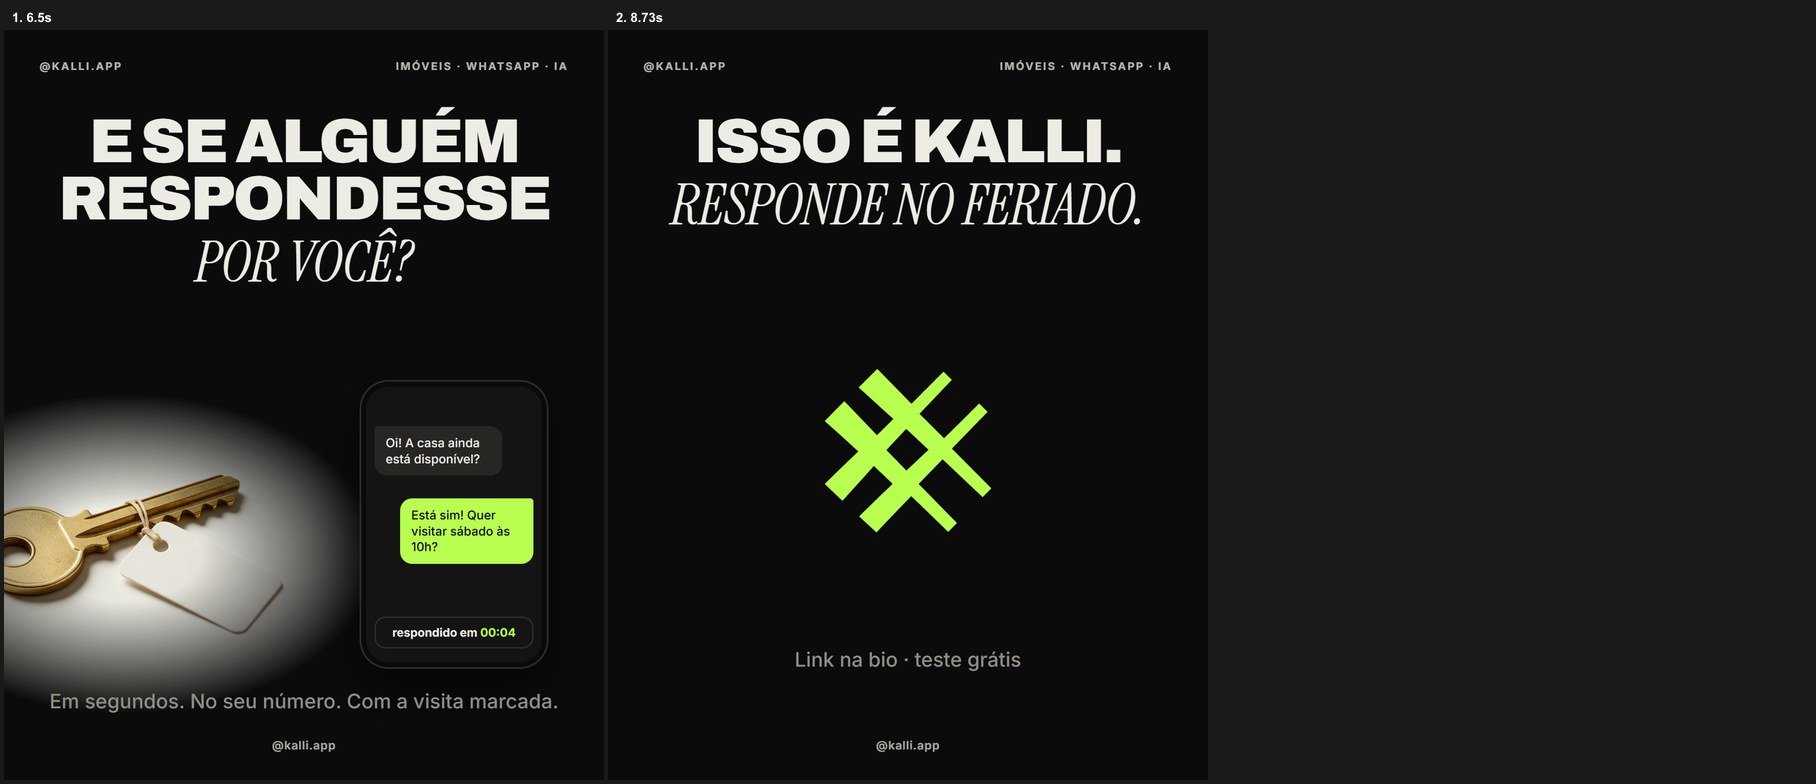 1. 6.5s
@KALLI.APP
IMÓVEIS · WHATSAPP · IA
E SE ALGUÉM
RESPONDESSE
POR VOCÊ?
Oi! A casa ainda
está disponível?
Está sim! Quer
visitar sábado às
10h?
respondido em 00:04
Em segundos. No seu número. Com a visita marcada.
@kalli.app
2. 8.73s
@KALLI.APP
IMÓVEIS · WHATSAPP · IA
ISSO É KALLI.
RESPONDE NO FERIADO.
Link na bio · teste grátis
@kalli.app